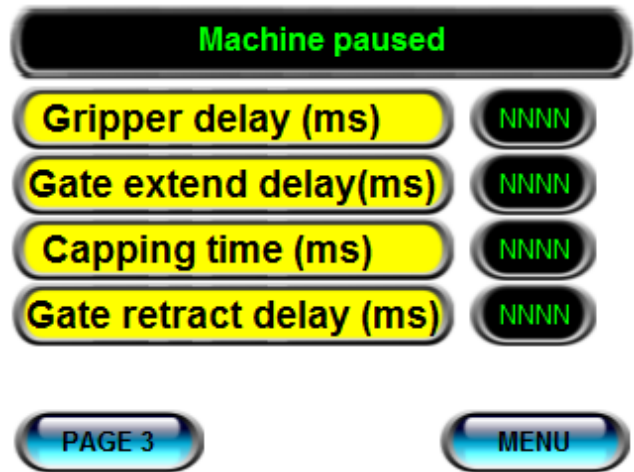 Machine paused
Gripper delay (ms) NNNN
Gate extend delay(ms) NNNN
Capping time (ms) NNNN
Gate retract delay (ms) NNNN
PAGE 3 MENU